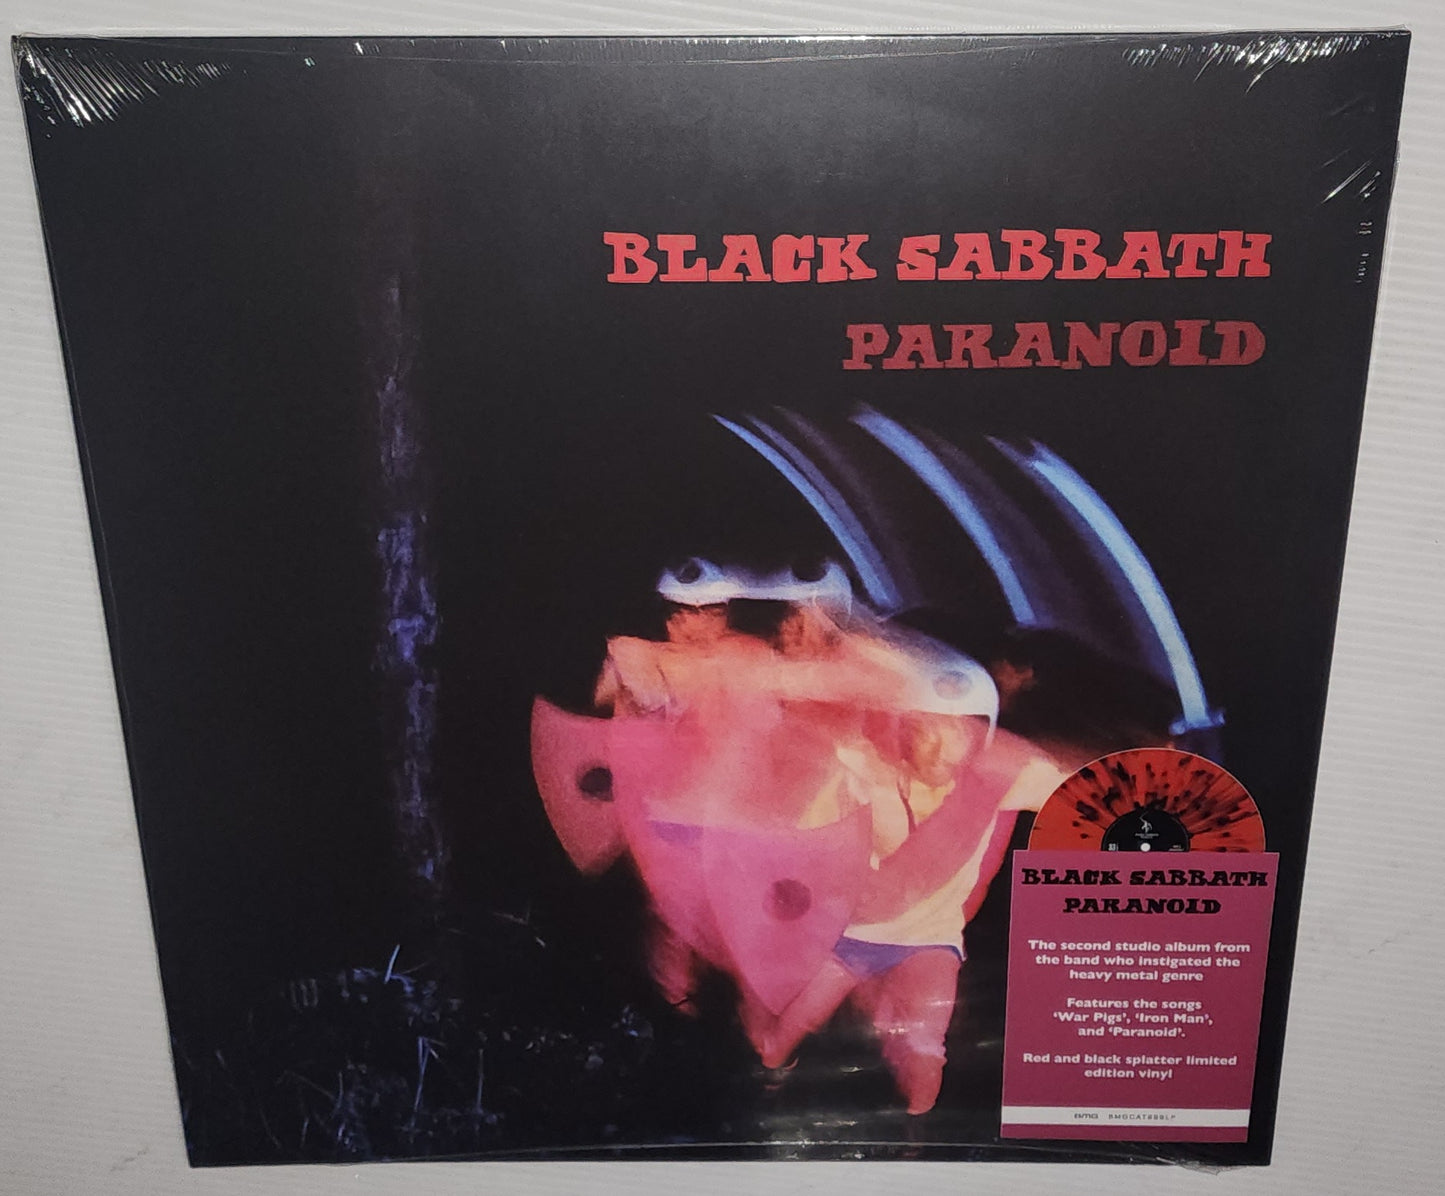 BLACK SABBATH
PARANOID
33
BLACK SABBATH
PARANOID
The second studio album from
the band who instigated the
heavy metal genre
Features the songs
‘War Pigs’, ‘Iron Man’,
and ‘Paranoid’.
Red and black splatter limited
edition vinyl
BMG